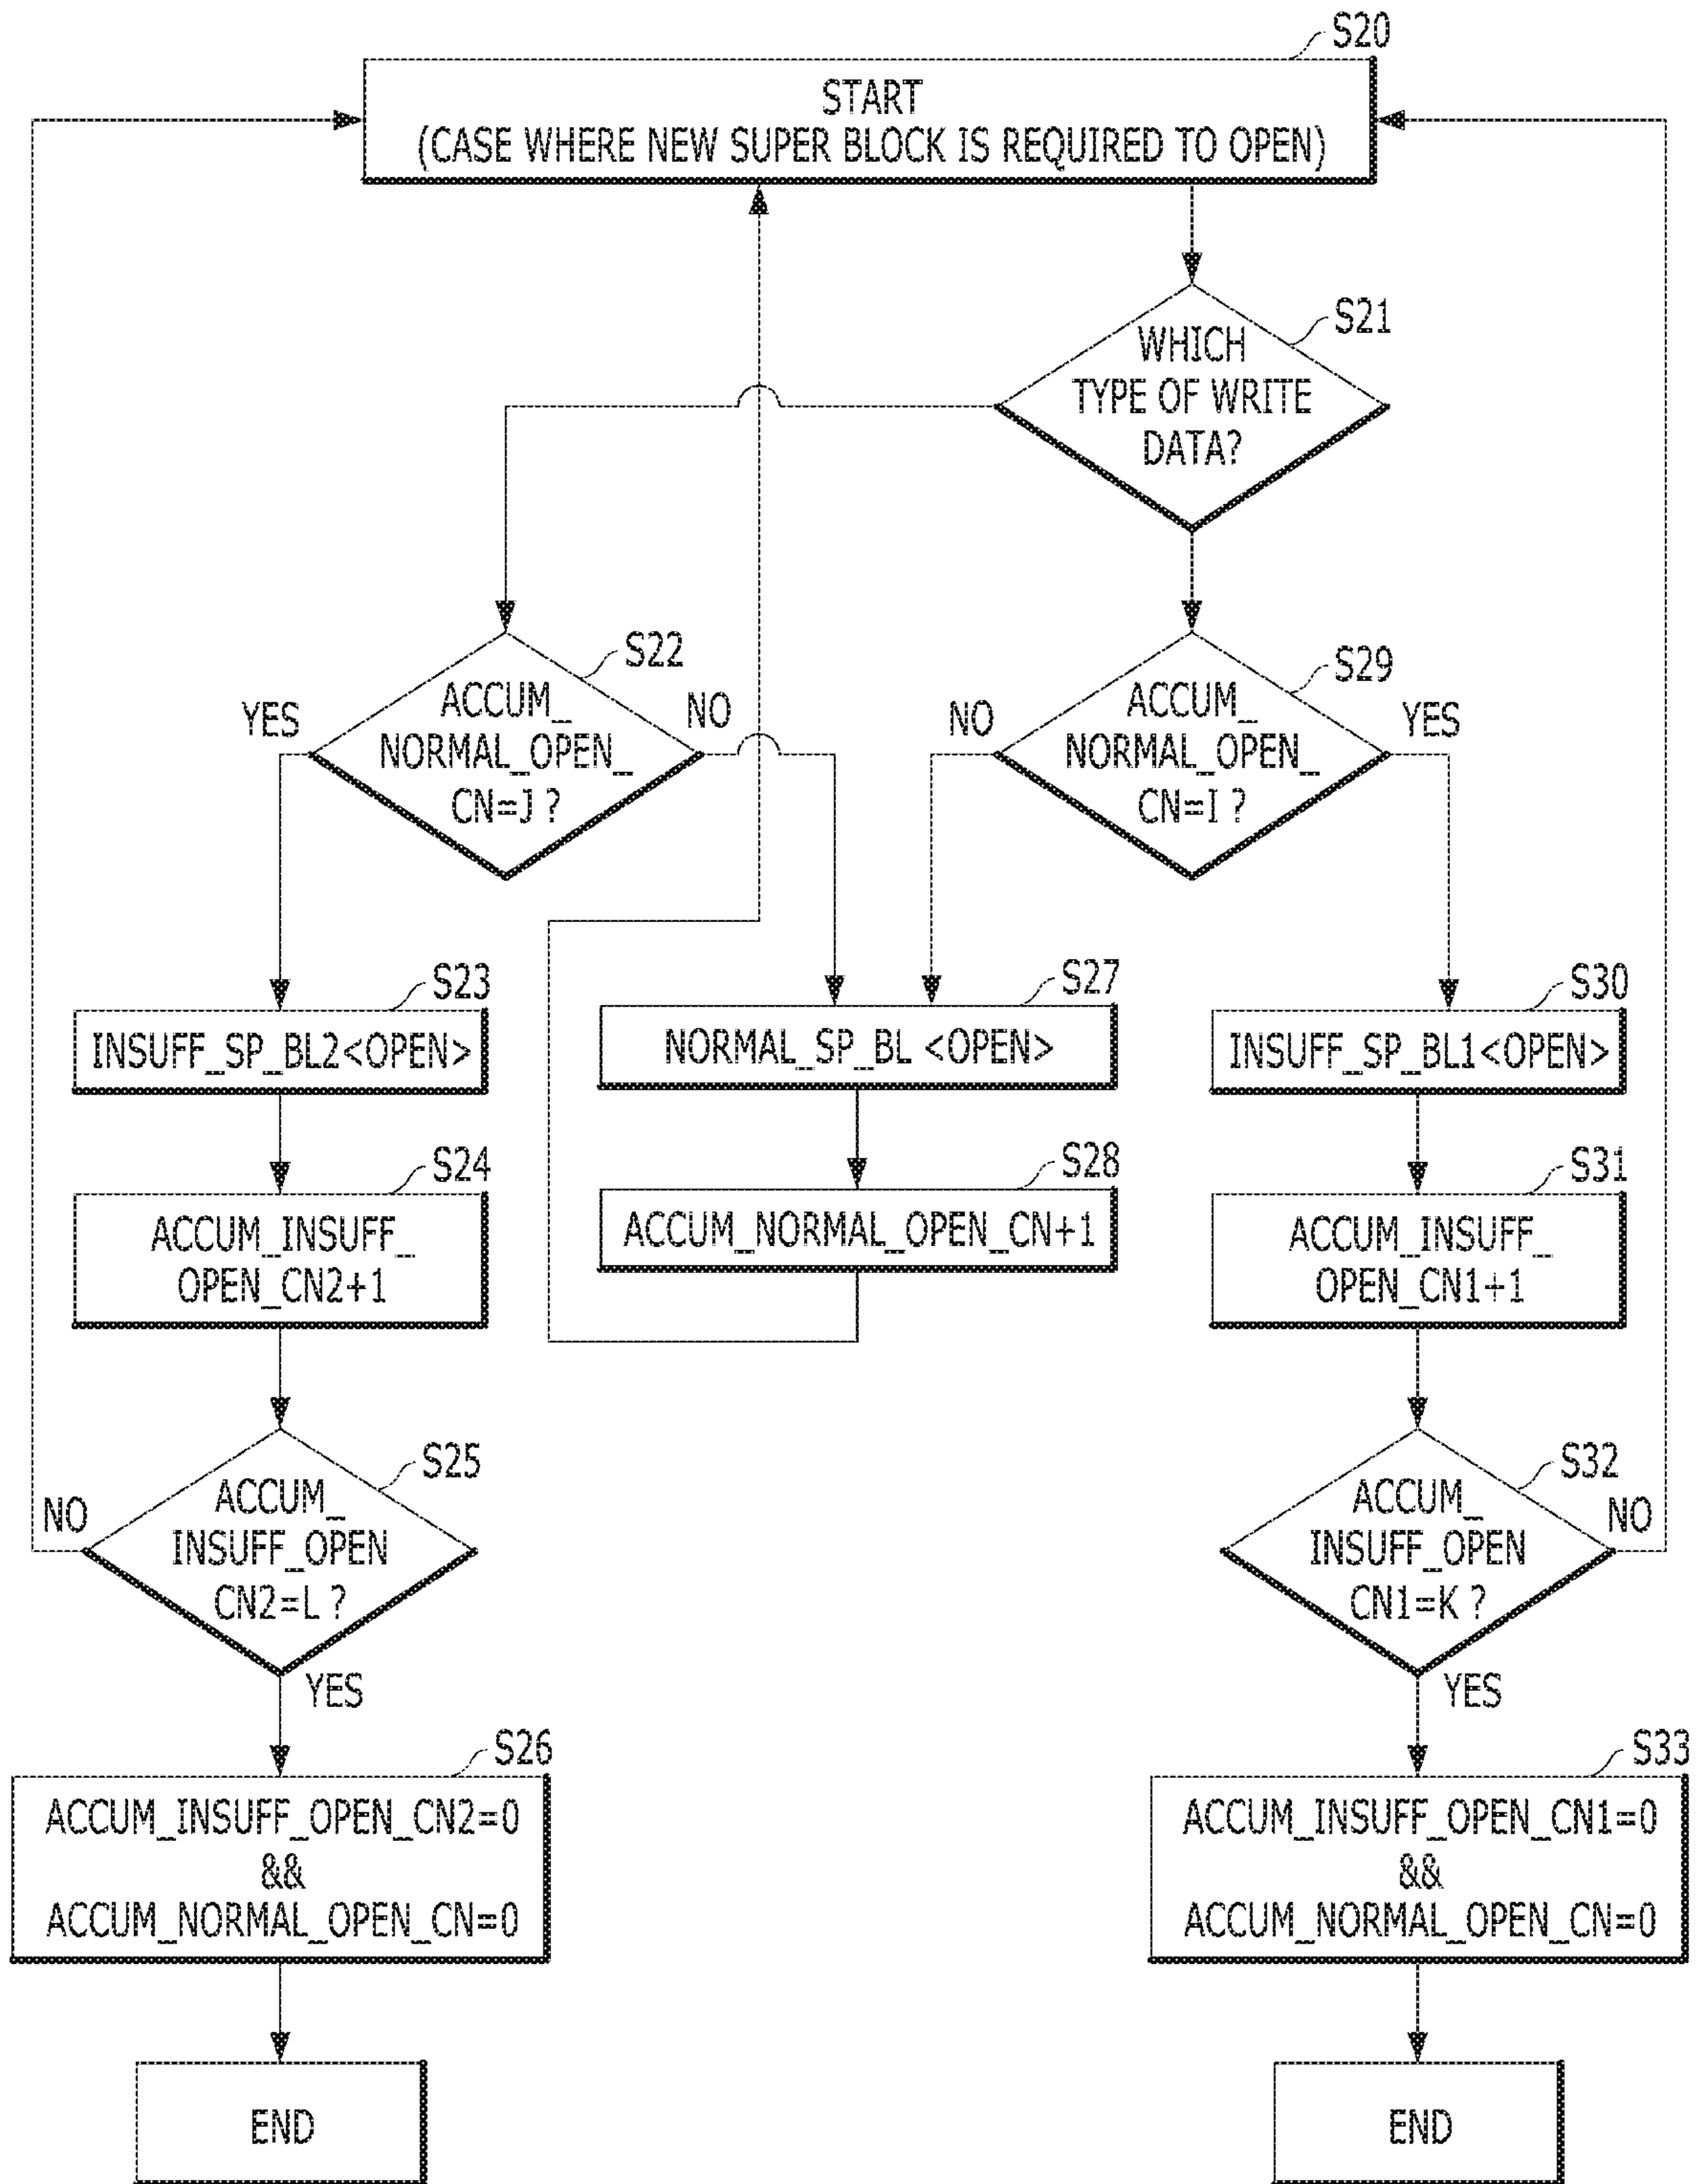 S20
START
(CASE WHERE NEW SUPER BLOCK IS REQUIRED TO OPEN)
S21
WHICH
TYPE OF WRITE
DATA?
S22
ACCUM_
NORMAL_OPEN_
CN=J ?
YES
NO
S29
ACCUM_
NORMAL_OPEN_
CN=I ?
NO
YES
S23
INSUFF_SP_BL2<OPEN>
S27
NORMAL_SP_BL <OPEN>
S30
INSUFF_SP_BL1<OPEN>
S24
ACCUM_INSUFF_
OPEN_CN2+1
S28
ACCUM_NORMAL_OPEN_CN+1
S31
ACCUM_INSUFF_
OPEN_CN1+1
S25
ACCUM_
INSUFF_OPEN
CN2=L ?
NO
YES
S32
ACCUM_
INSUFF_OPEN
CN1=K ?
NO
YES
S26
ACCUM_INSUFF_OPEN_CN2=0
&&
ACCUM_NORMAL_OPEN_CN=0
S33
ACCUM_INSUFF_OPEN_CN1=0
&&
ACCUM_NORMAL_OPEN_CN=0
END
END